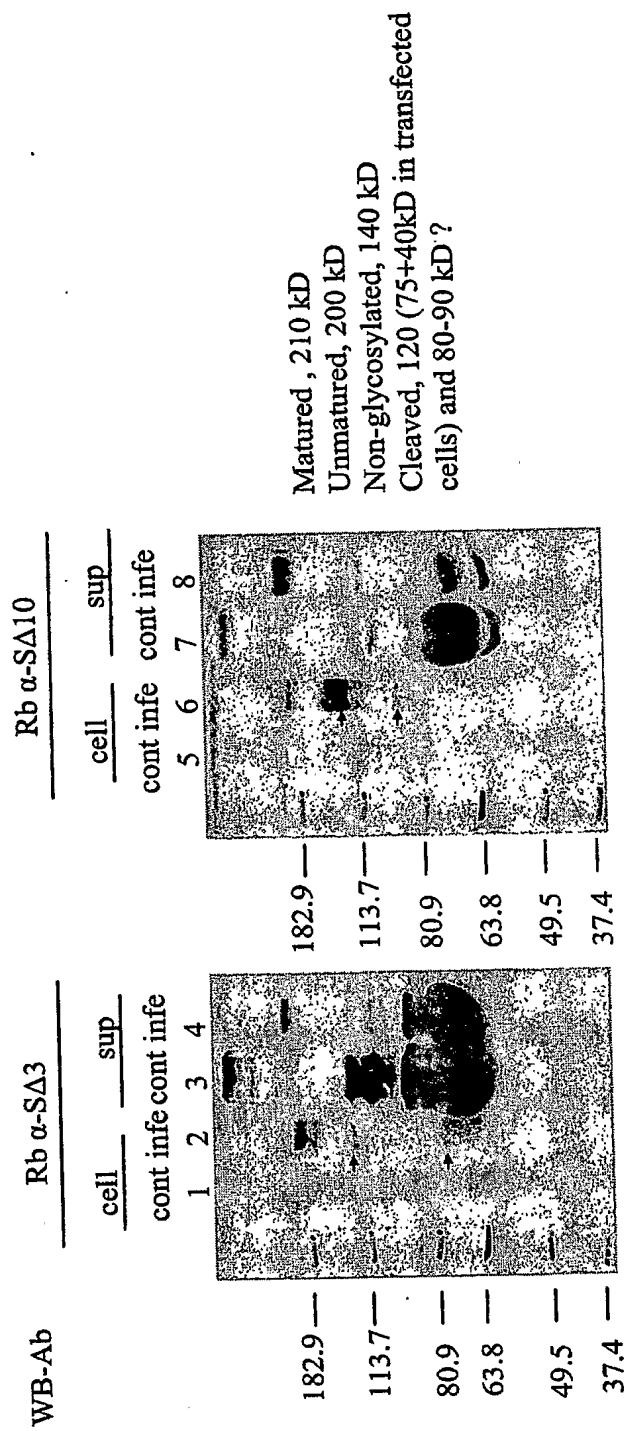 WB-Ab
Rb α-SΔ3
cell sup
cont infe cont infe
1 2 3 4
182.9
113.7
80.9
63.8
49.5
37.4
Rb α-SΔ10
cell sup
cont infe cont infe
5 6 7 8
182.9
113.7
80.9
63.8
49.5
37.4
Matured , 210 kD
Unmatured, 200 kD
Non-glycosylated, 140 kD
Cleaved, 120 (75+40kD in transfected
cells) and 80-90 kD ?